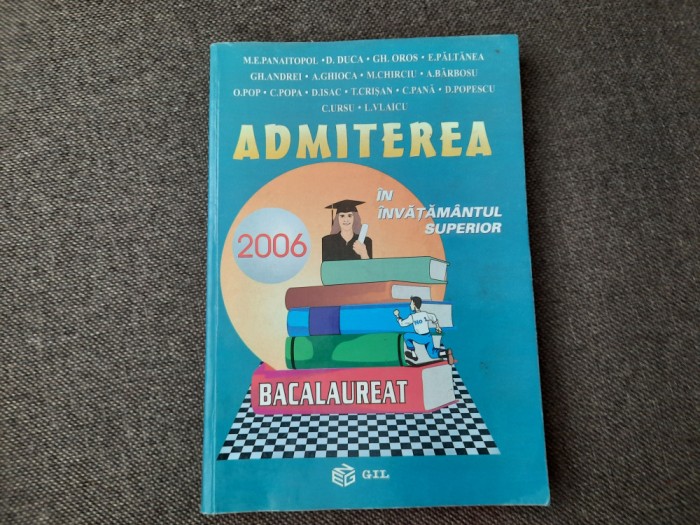 M.E.PANAITOPOL • D. DUCA • GH. OROS • E.PĂLTÂNEA
GH.ANDREI • A.GHIOCA • M.CHIRCIU • A.BĂRBOSU
O.POP • C.POPA • D.ISAC • T.CRIȘAN • C.PANĂ • D.POPESCU
C.URSU • L.VLAICU
ADMITEREA
ÎN
ÎNVĂȚĂMÂNTUL
SUPERIOR
2006
BACALAUREAT
GIL